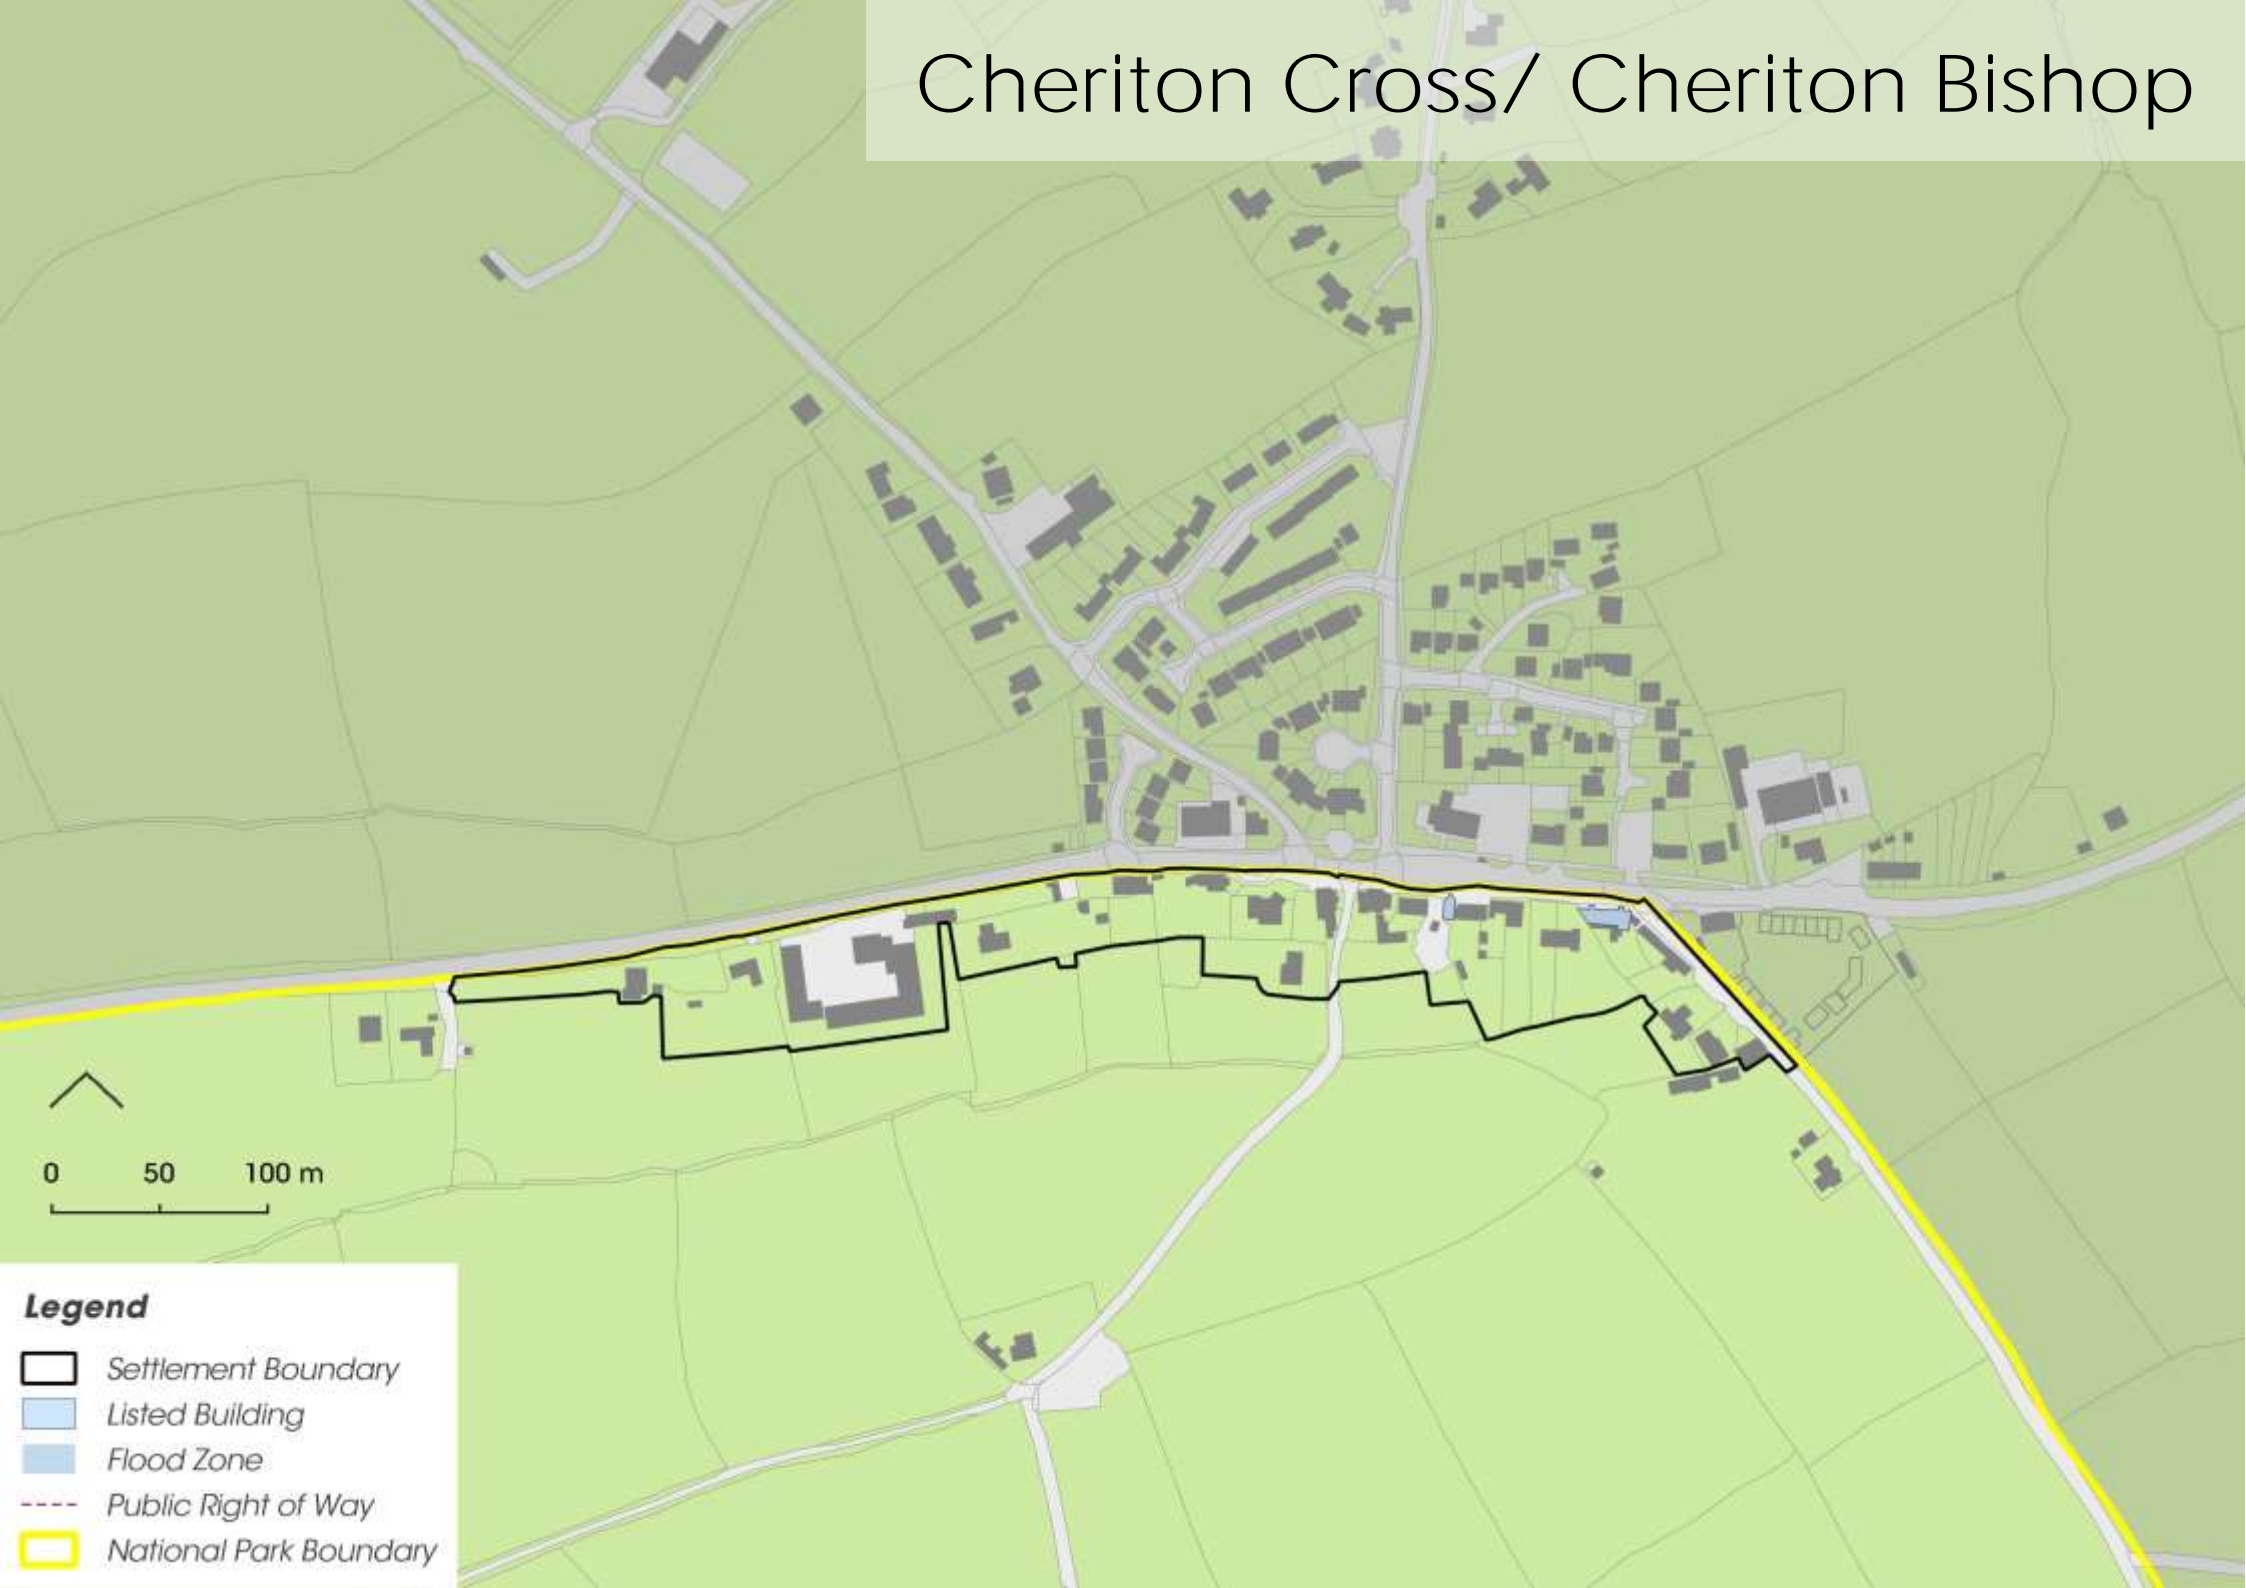 Cheriton Cross/ Cheriton Bishop
0 50 100 m
Legend
Settlement Boundary
Listed Building
Flood Zone
Public Right of Way
National Park Boundary